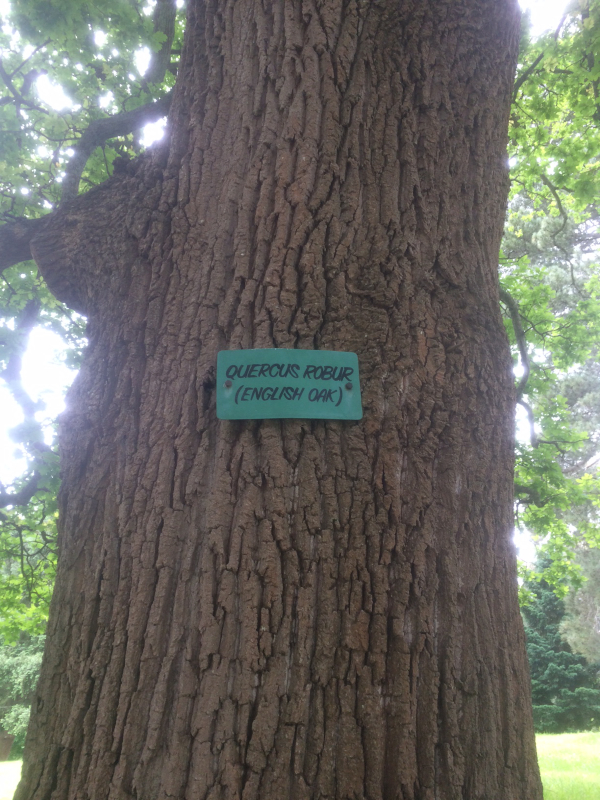 QUERCUS ROBUR
(ENGLISH OAK)